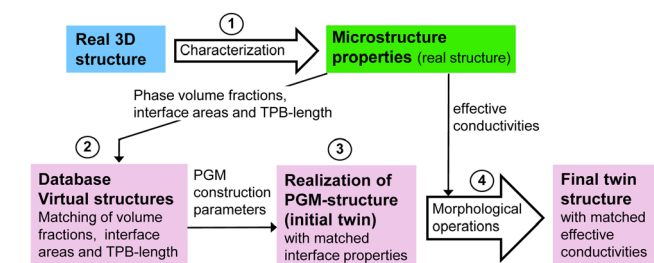 1
Real 3D
structure
Characterization
Microstructure
properties (real structure)
Phase volume fractions,
interface areas and TPB-length
effective
conductivities
2
Database
Virtual structures
Matching of volume
fractions, interface
areas and TPB-length
PGM
construction
parameters
3
Realization of
PGM-structure
(initial twin)
with matched
interface properties
4
Morphological
operations
Final twin
structure
with matched
effective
conductivities